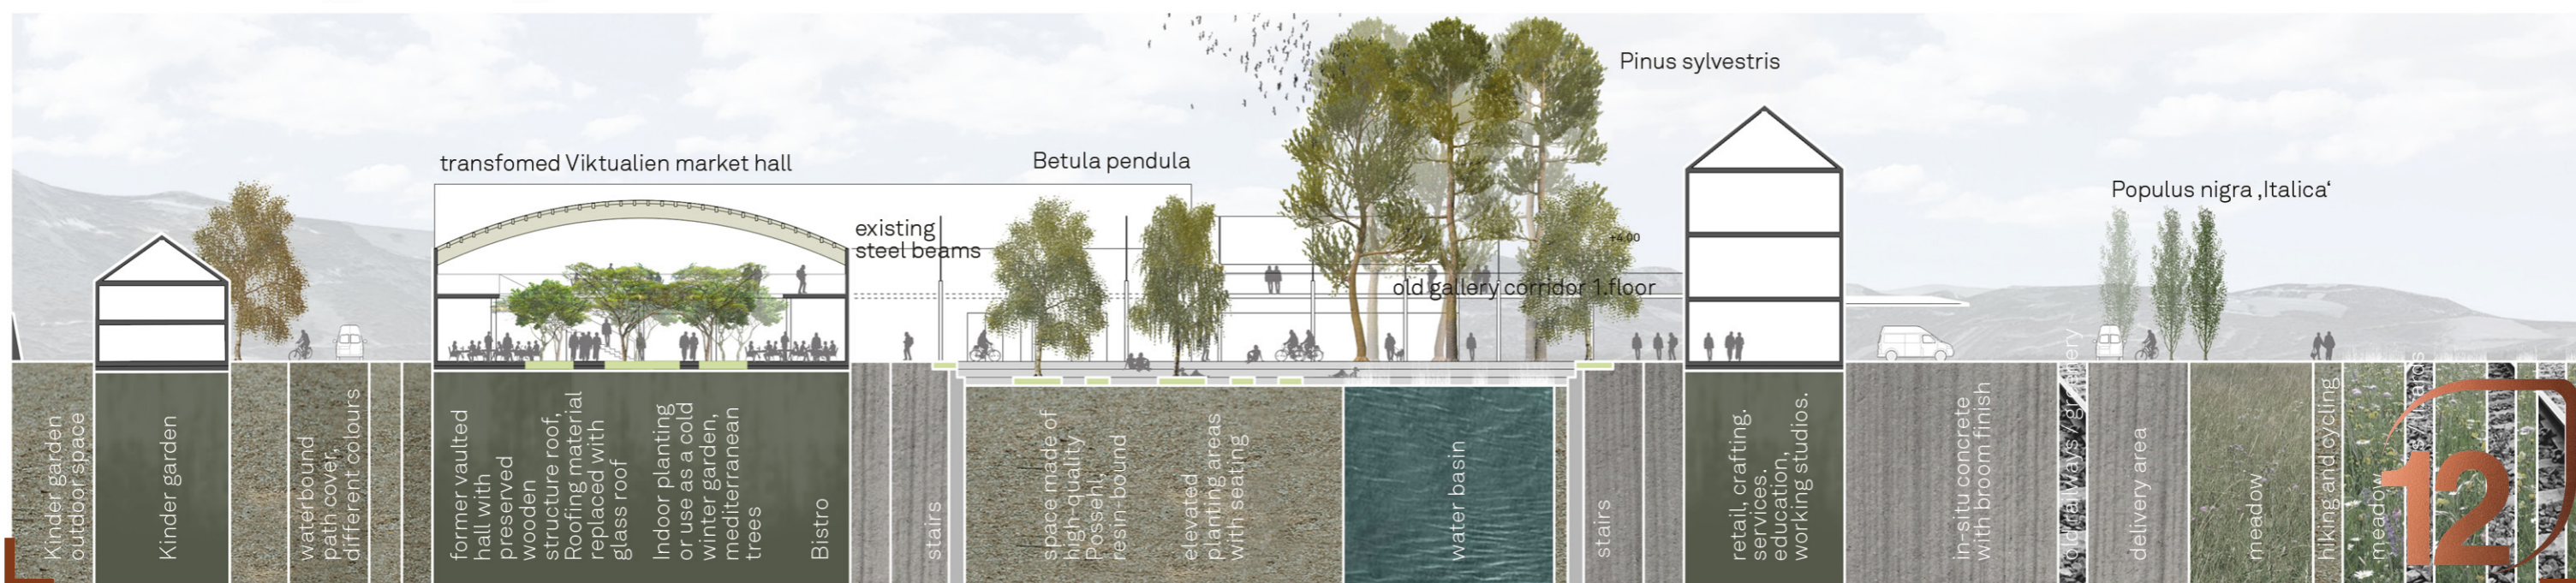 Pinus sylvestris
transfomed Viktualien market hall
Betula pendula
Populus nigra ‚Italica‘
existing
steel beams
+4.00
old gallery corridor 1.floor
Kinder garden
outdoor space
Kinder garden
waterbound
path cover,
different colours
former vaulted
hall with
preserved
wooden
structure roof,
Roofing material
replaced with
glass roof
Indoor planting
or use as a cold
winter garden,
mediterranean
trees
Bistro
stairs
space made of
high-quality
Possehl,
resin-bound
elevated
planting areas
with seating
water basin
stairs
retail, crafting.
services.
education,
working studios.
in-situ concrete
with broom finish
delivery area
meadow
hiking and cycling
meadow
12